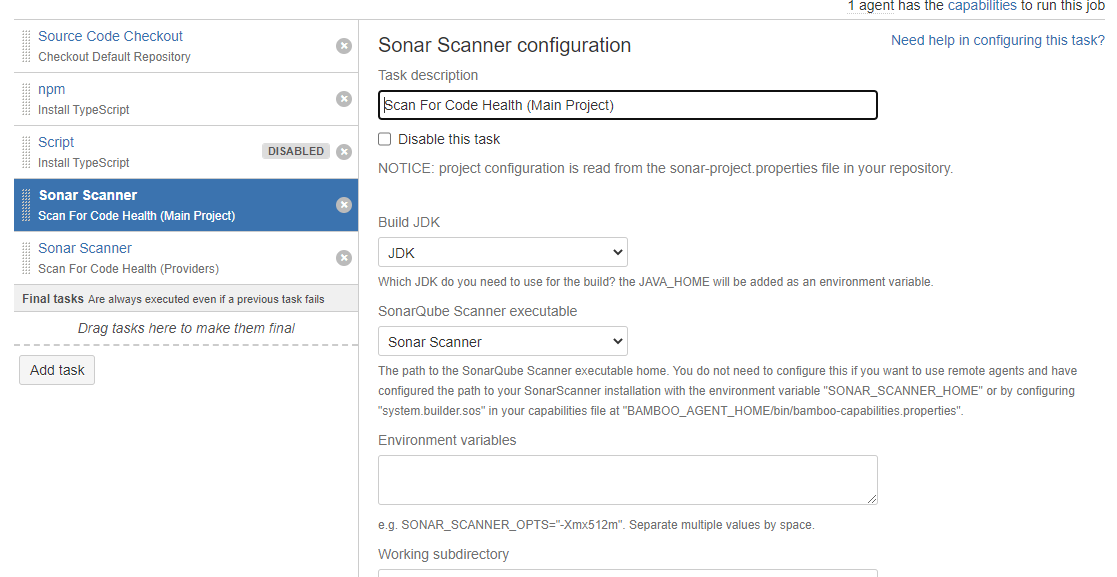 1 agent has the capabilities to run this job
Source Code Checkout
Checkout Default Repository
npm
Install TypeScript
Script
Install TypeScript
DISABLED
Sonar Scanner
Scan For Code Health (Main Project)
Sonar Scanner
Scan For Code Health (Providers)
Final tasks Are always executed even if a previous task fails
Drag tasks here to make them final
Add task
Sonar Scanner configuration
Need help in configuring this task?
Task description
Scan For Code Health (Main Project)
Disable this task
NOTICE: project configuration is read from the sonar-project.properties file in your repository.
Build JDK
JDK
Which JDK do you need to use for the build? the JAVA_HOME will be added as an environment variable.
SonarQube Scanner executable
Sonar Scanner
The path to the SonarQube Scanner executable home. You do not need to configure this if you want to use remote agents and have
configured the path to your SonarScanner installation with the environment variable "SONAR_SCANNER_HOME" or by configuring
"system.builder.sos" in your capabilities file at "BAMBOO_AGENT_HOME/bin/bamboo-capabilities.properties".
Environment variables
e.g. SONAR_SCANNER_OPTS="-Xmx512m". Separate multiple values by space.
Working subdirectory